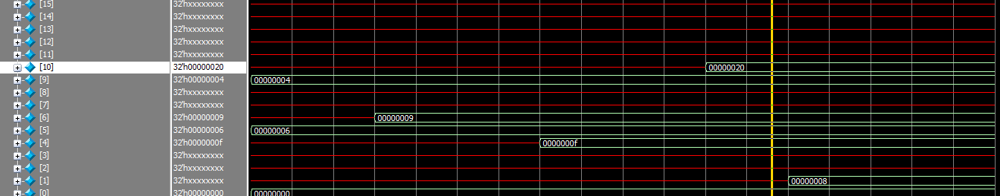 [15] 32'hxxxxxxxx
[14] 32'hxxxxxxxx
[13] 32'hxxxxxxxx
[12] 32'hxxxxxxxx
[11] 32'hxxxxxxxx
[10] 32'h00000020 00000020
[9] 32'h00000004 00000004
[8] 32'hxxxxxxxx
[7] 32'hxxxxxxxx
[6] 32'h00000009 00000009
[5] 32'h00000006 00000006
[4] 32'h0000000f 0000000f
[3] 32'hxxxxxxxx
[2] 32'hxxxxxxxx
[1] 32'hxxxxxxxx 00000008
[0] 32'h00000000 00000000